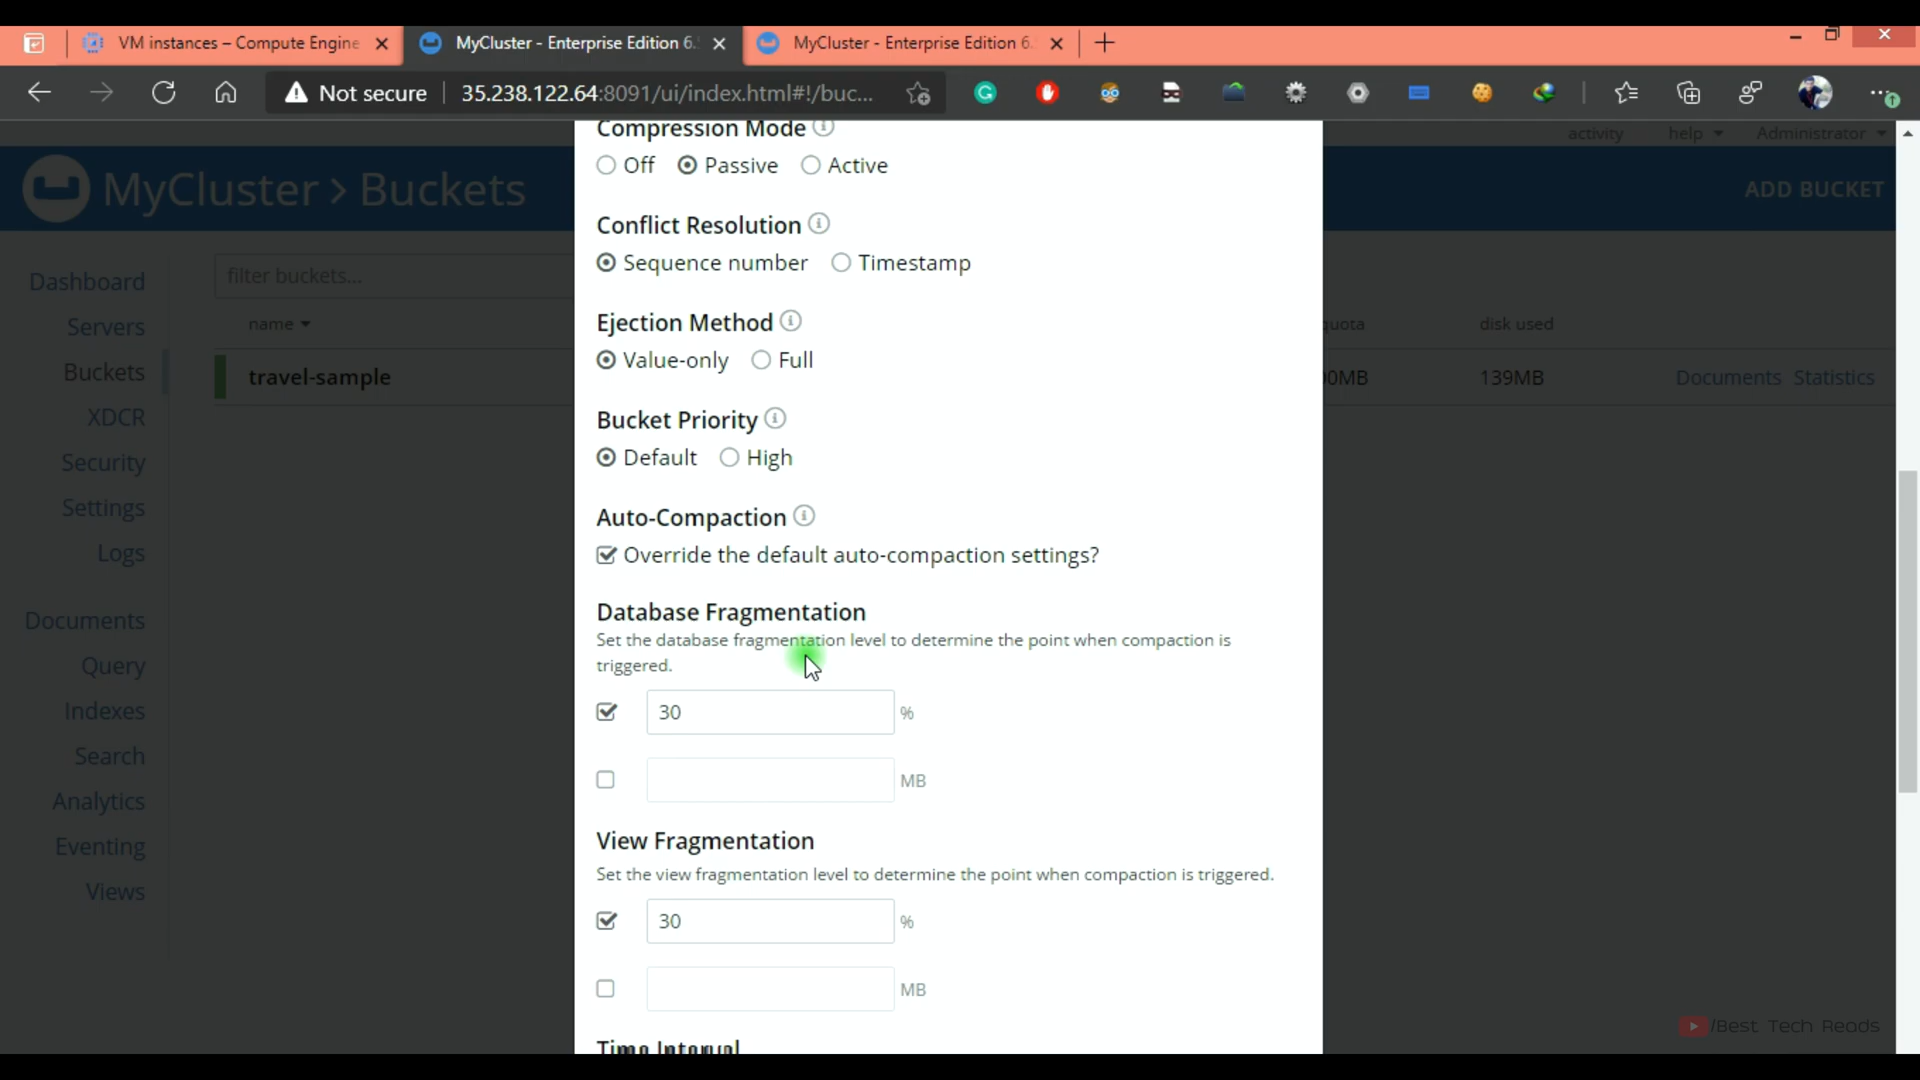 VM instances – Compute Engine
MyCluster - Enterprise Edition 6.
MyCluster - Enterprise Edition 6.
Not secure
35.238.122.64:8091/ui/index.html#!/buc...
activity
help
Administrator
MyCluster > Buckets
ADD BUCKET
Dashboard
Servers
Buckets
XDCR
Security
Settings
Logs
Documents
Query
Indexes
Search
Analytics
Eventing
Views
filter buckets...
name
quota
disk used
travel-sample
00MB
139MB
Documents
Statistics
Compression Mode
Off Passive Active
Conflict Resolution
Sequence number Timestamp
Ejection Method
Value-only Full
Bucket Priority
Default High
Auto-Compaction
Override the default auto-compaction settings?
Database Fragmentation
Set the database fragmentation level to determine the point when compaction is
triggered.
30 %
MB
View Fragmentation
Set the view fragmentation level to determine the point when compaction is triggered.
30 %
MB
Time Interval
/Best Tech Reads